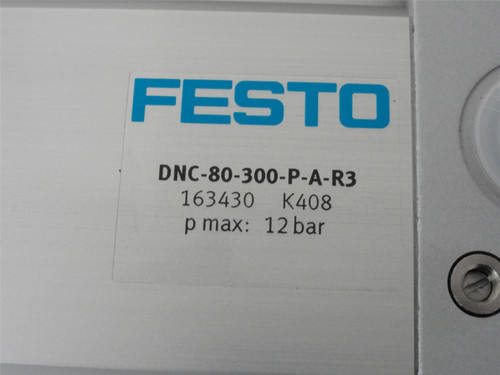 FESTO
DNC-80-300-P-A-R3
163430 K408
p max: 12 bar